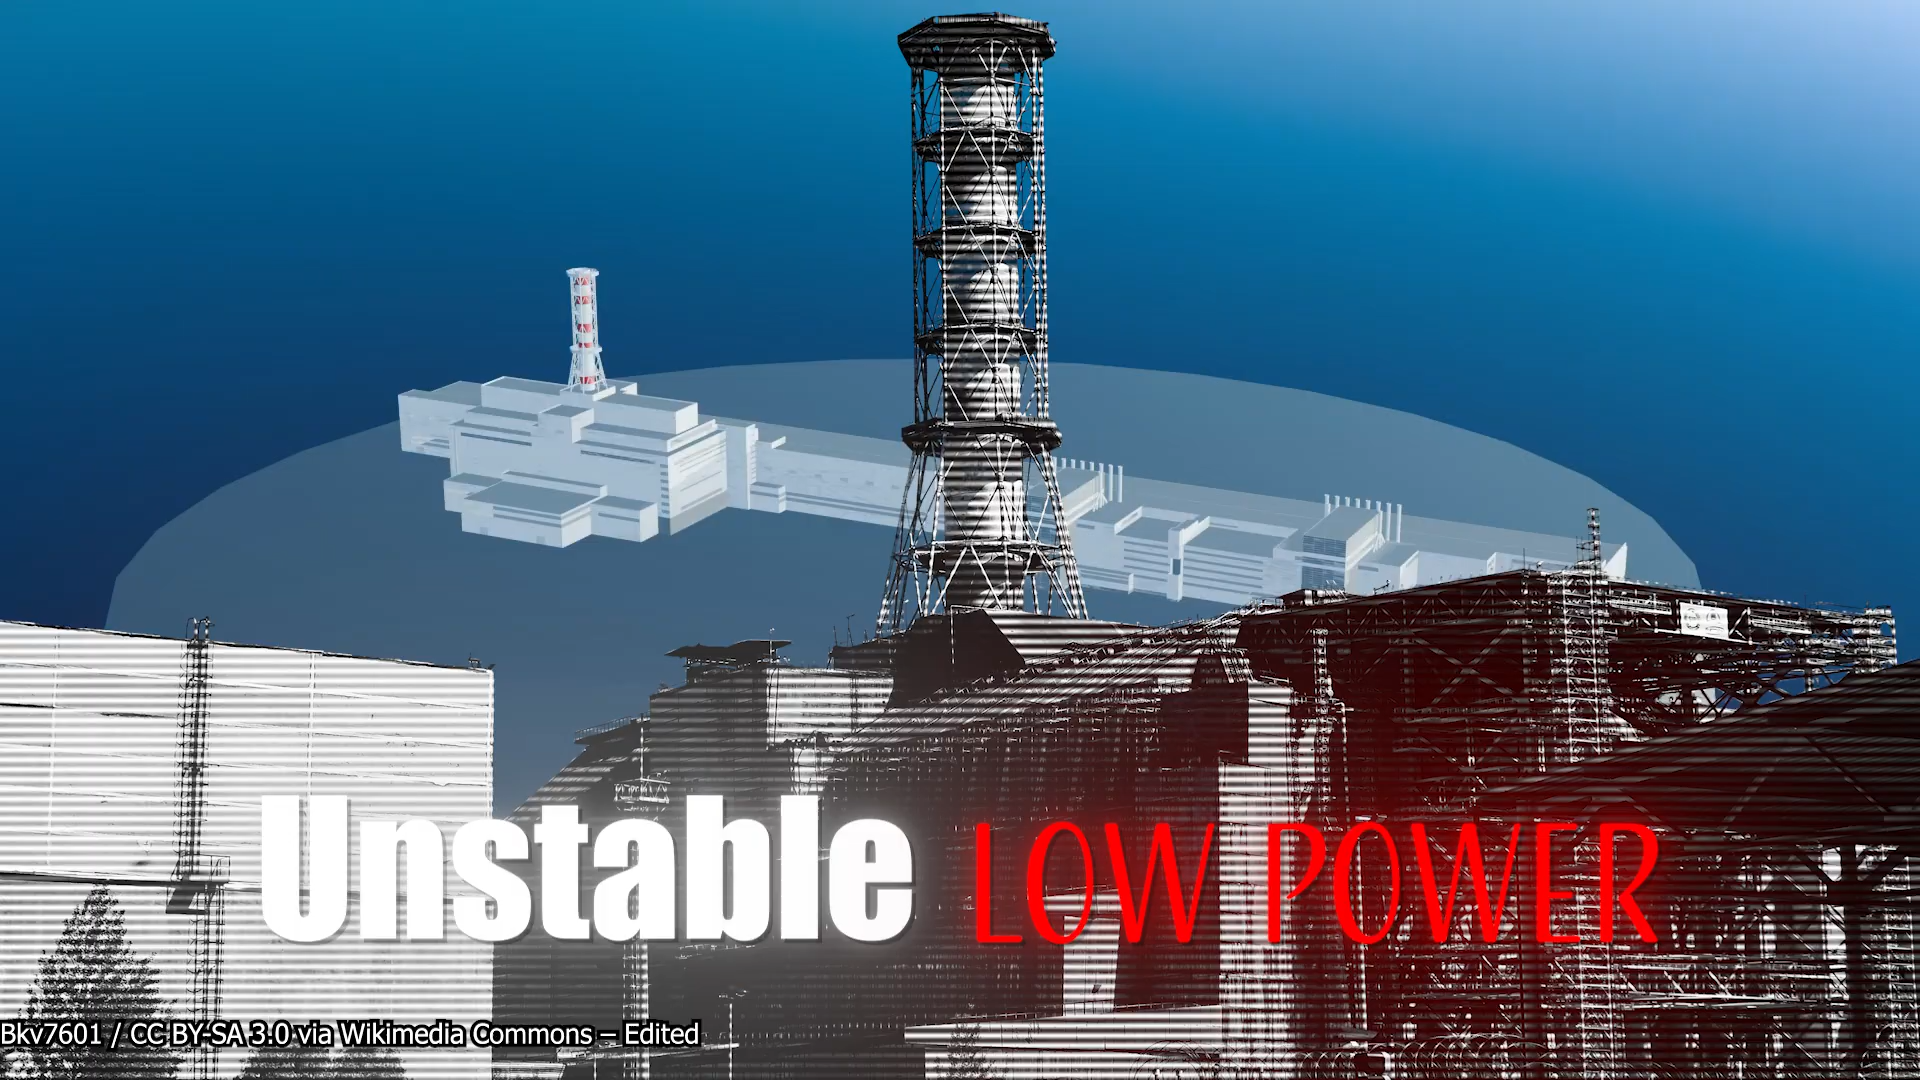 Unstable LOW POWER
Bkv7601 / CC BY-SA 3.0 via Wikimedia Commons – Edited